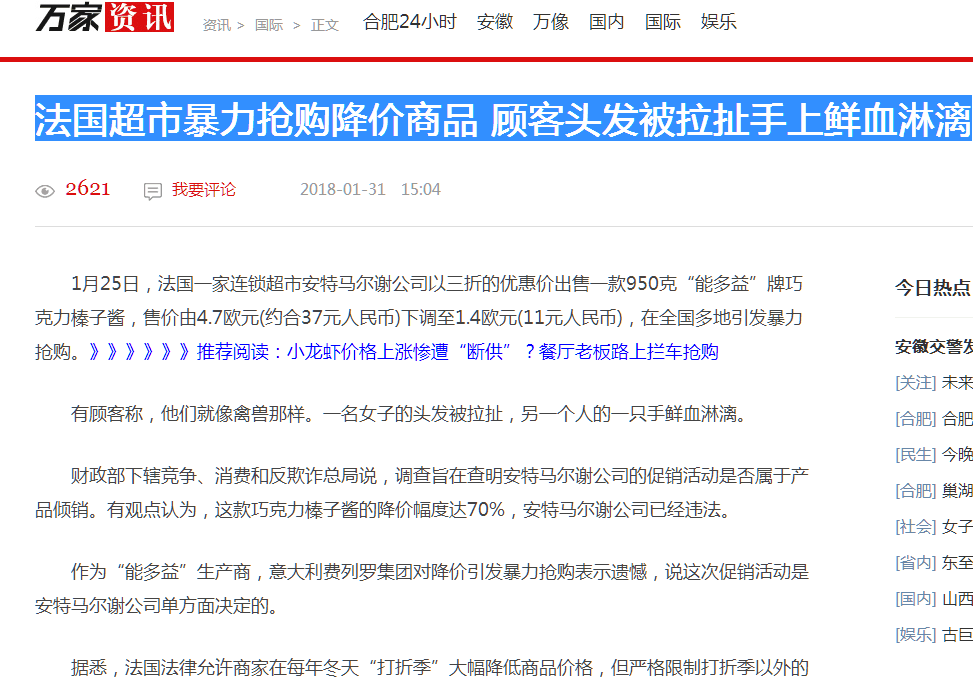 万家资讯
资讯 > 国际 > 正文 合肥24小时 安徽 万像 国内 国际 娱乐
法国超市暴力抢购降价商品 顾客头发被拉扯手上鲜血淋漓
2621 我要评论 2018-01-31 15:04
1月25日，法国一家连锁超市安特马尔谢公司以三折的优惠价出售一款950克“能多益”牌巧
克力榛子酱，售价由4.7欧元(约合37元人民币)下调至1.4欧元(11元人民币)，在全国多地引发暴力
抢购。》》》》》》推荐阅读：小龙虾价格上涨惨遭“断供”？餐厅老板路上拦车抢购
有顾客称，他们就像禽兽那样。一名女子的头发被拉扯，另一个人的一只手鲜血淋漓。
财政部下辖竞争、消费和反欺诈总局说，调查旨在查明安特马尔谢公司的促销活动是否属于产
品倾销。有观点认为，这款巧克力榛子酱的降价幅度达70%，安特马尔谢公司已经违法。
作为“能多益”生产商，意大利费列罗集团对降价引发暴力抢购表示遗憾，说这次促销活动是
安特马尔谢公司单方面决定的。
据悉，法国法律允许商家在每年冬天“打折季”大幅降低商品价格，但严格限制打折季以外的
今日热点
安徽交警发
[关注] 未来
[合肥] 合肥
[民生] 今晚
[合肥] 巢湖
[社会] 女子
[省内] 东至
[国内] 山西
[娱乐] 古巨